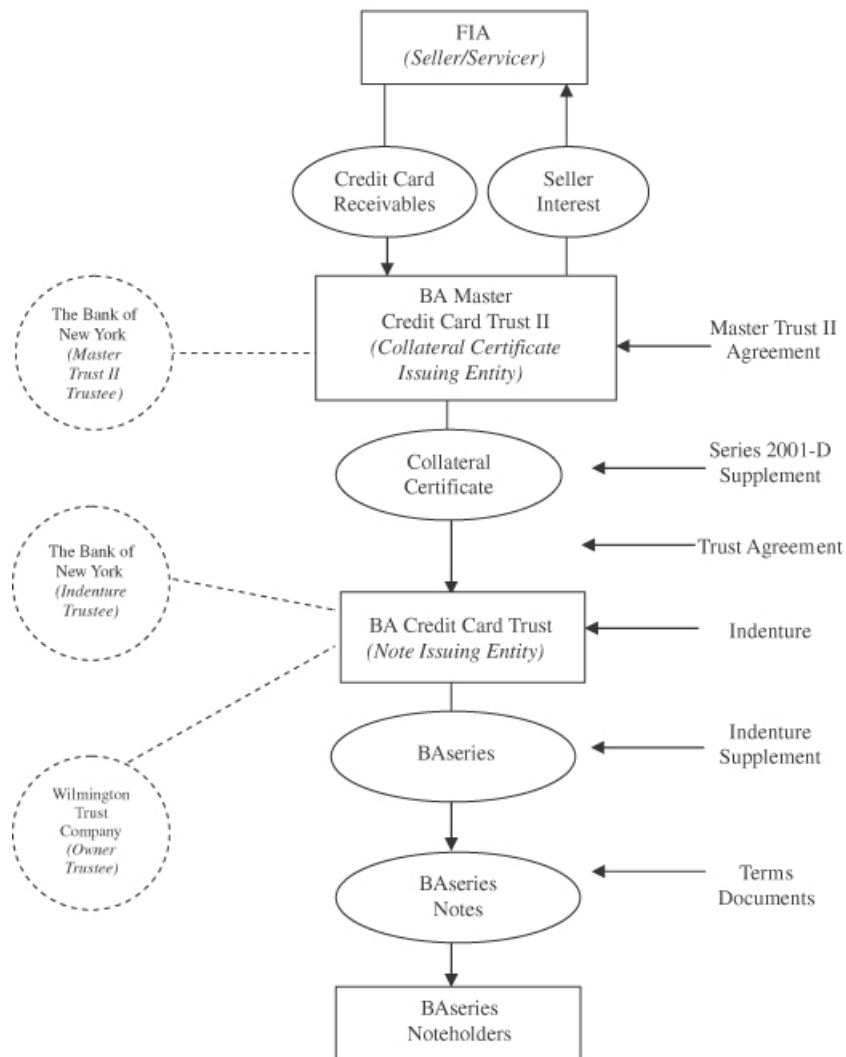 FIA
(Seller/Servicer)
Credit Card
Receivables
Seller
Interest
The Bank of
New York
(Master
Trust II
Trustee)
BA Master
Credit Card Trust II
(Collateral Certificate
Issuing Entity)
Master Trust II
Agreement
Collateral
Certificate
Series 2001-D
Supplement
Trust Agreement
The Bank of
New York
(Indenture
Trustee)
BA Credit Card Trust
(Note Issuing Entity)
Indenture
BAseries
Indenture
Supplement
Wilmington
Trust
Company
(Owner
Trustee)
BAseries
Notes
Terms
Documents
BAseries
Noteholders